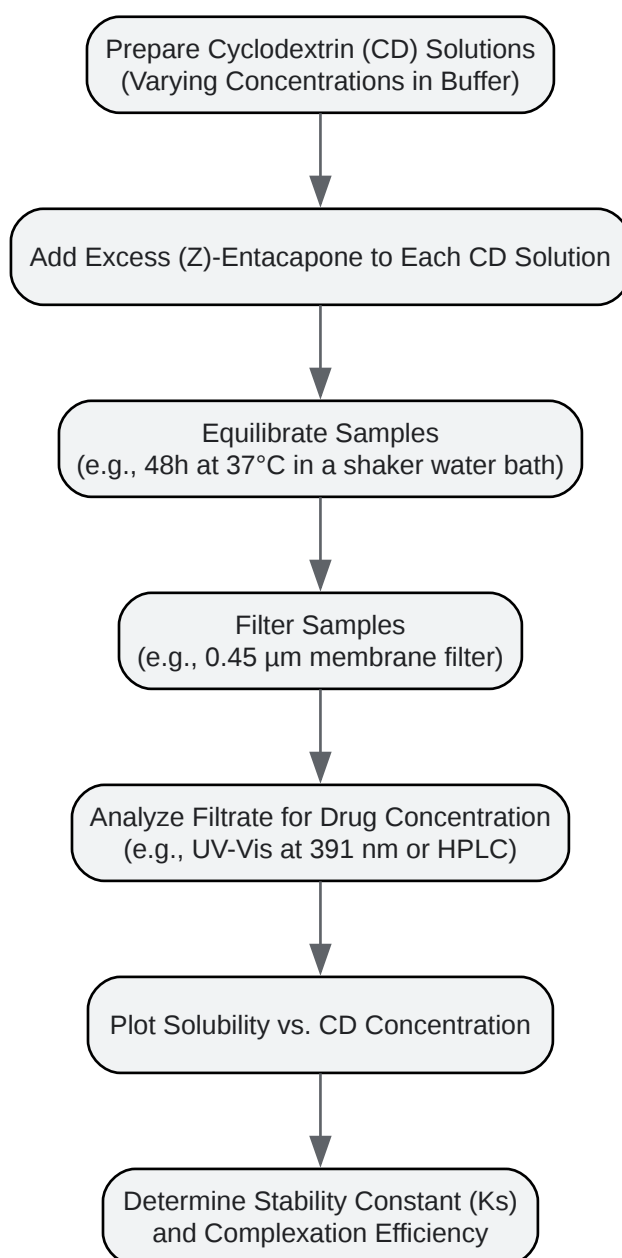 Prepare Cyclodextrin (CD) Solutions
(Varying Concentrations in Buffer)
Add Excess (Z)-Entacapone to Each CD Solution
Equilibrate Samples
(e.g., 48h at 37°C in a shaker water bath)
Filter Samples
(e.g., 0.45 µm membrane filter)
Analyze Filtrate for Drug Concentration
(e.g., UV-Vis at 391 nm or HPLC)
Plot Solubility vs. CD Concentration
Determine Stability Constant (Ks)
and Complexation Efficiency